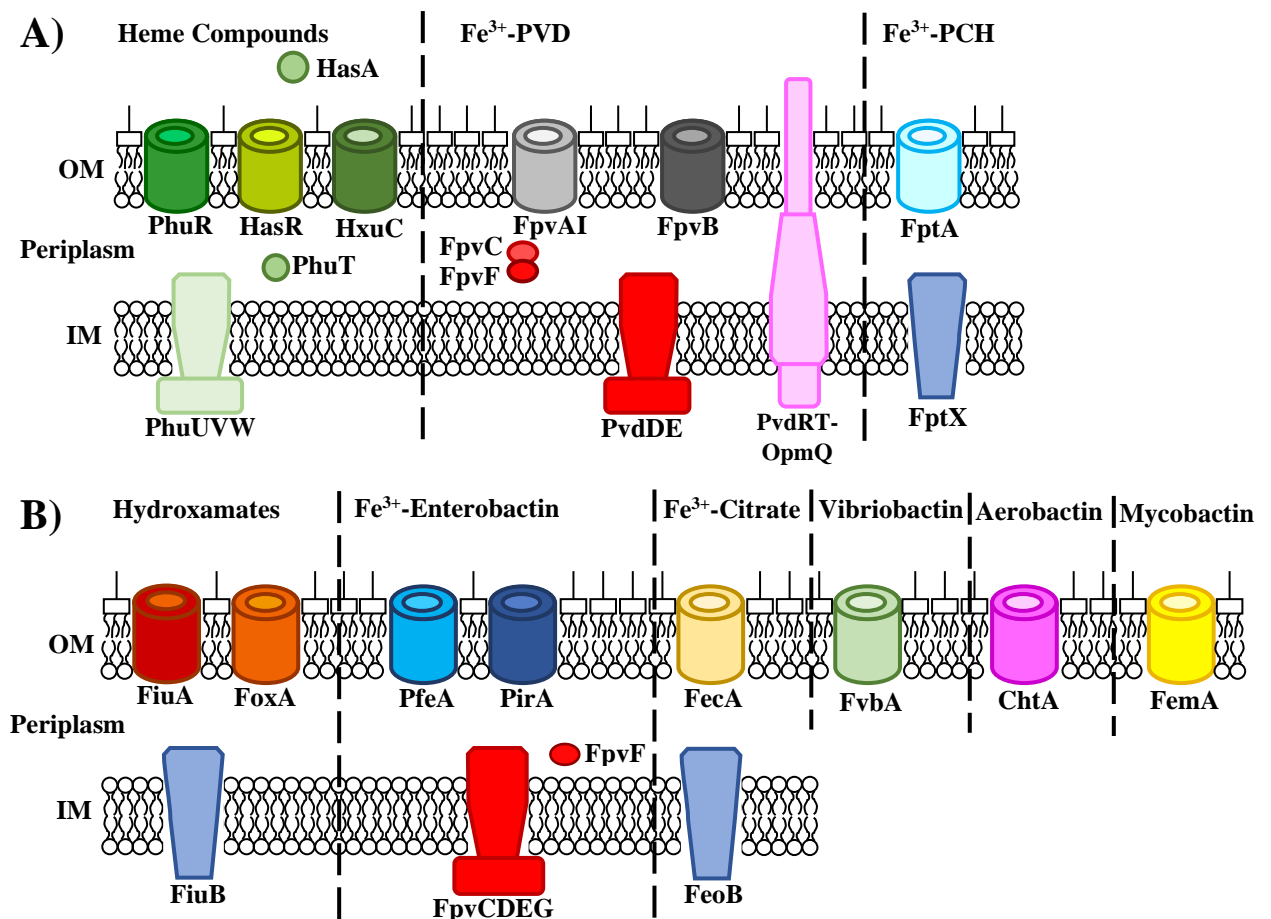 A)
Heme Compounds
Fe³⁺-PVD
Fe³⁺-PCH
HasA
OM
PhuR
HasR
HxuC
FpvAI
FpvB
FptA
Periplasm
FpvC
FpvF
PhuT
IM
PhuUVW
PvdDE
PvdRT-
OpmQ
FptX
B)
Hydroxamates
Fe³⁺-Enterobactin
Fe³⁺-Citrate
Vibriobactin
Aerobactin
Mycobactin
OM
FiuA
FoxA
PfeA
PirA
FecA
FvbA
ChtA
FemA
Periplasm
FpvF
IM
FiuB
FpvCDEG
FeoB